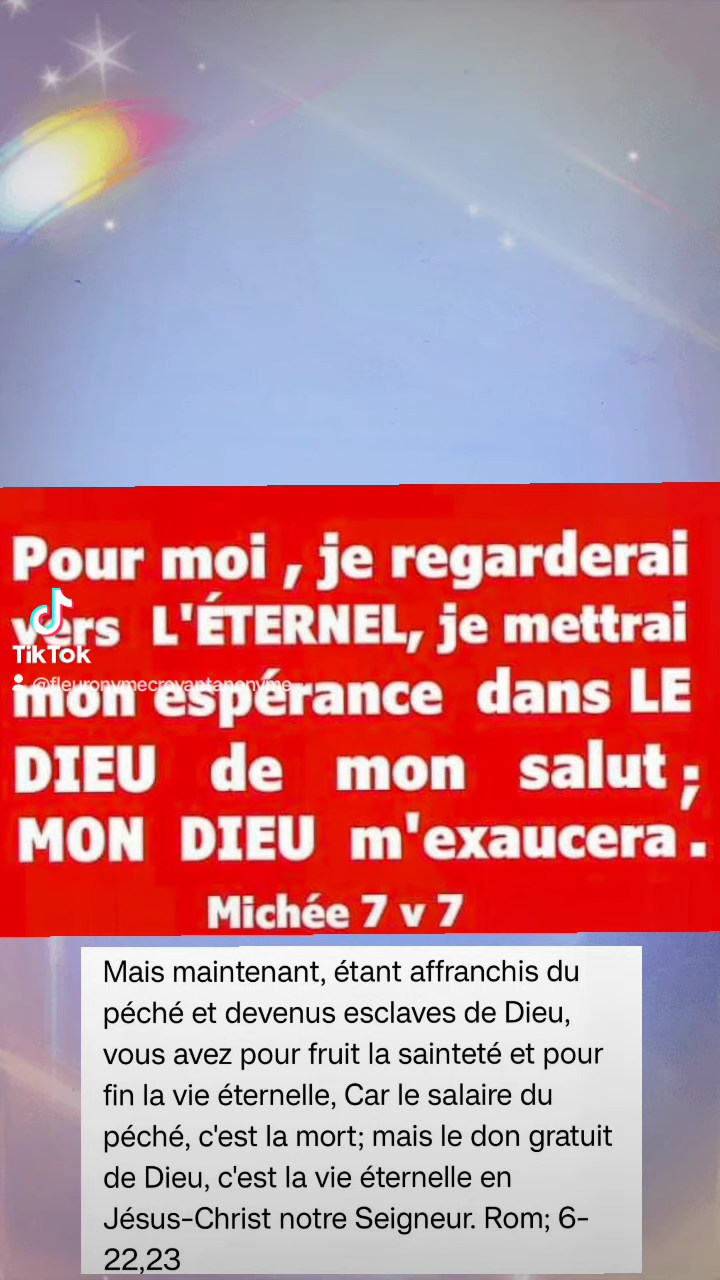 Pour moi , je regarderai
vers L'ÉTERNEL, je mettrai
TikTok
@fleuronymecroyantanonyme
mon espérance dans LE
DIEU de mon salut ;
MON DIEU m'exaucera .
Michée 7 v 7
Mais maintenant, étant affranchis du
péché et devenus esclaves de Dieu,
vous avez pour fruit la sainteté et pour
fin la vie éternelle, Car le salaire du
péché, c'est la mort; mais le don gratuit
de Dieu, c'est la vie éternelle en
Jésus-Christ notre Seigneur. Rom; 6-
22,23